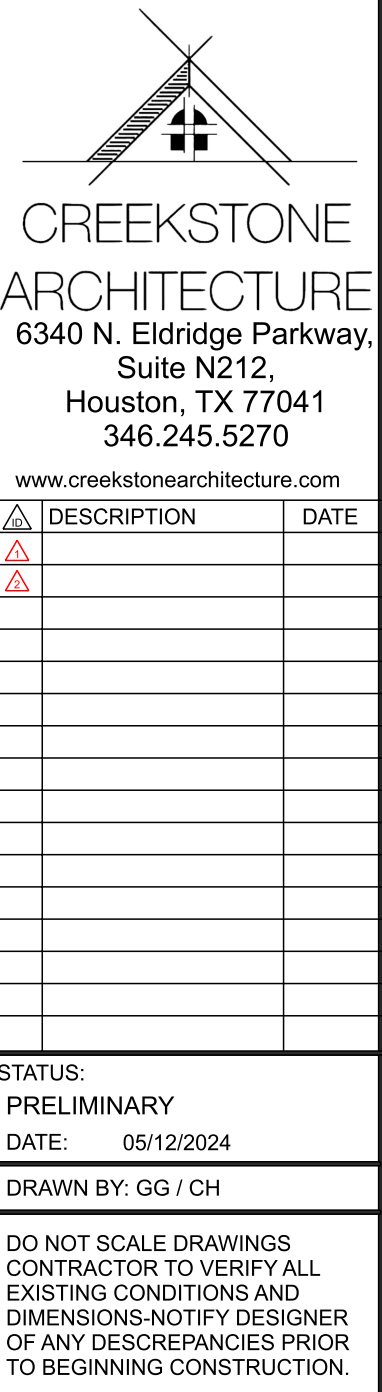 CREEKSTONE
ARCHITECTURE
6340 N. Eldridge Parkway,
Suite N212,
Houston, TX 77041
346.245.5270
www.creekstonearchitecture.com
ID DESCRIPTION DATE
1
2
STATUS:
PRELIMINARY
DATE: 05/12/2024
DRAWN BY: GG / CH
DO NOT SCALE DRAWINGS
CONTRACTOR TO VERIFY ALL
EXISTING CONDITIONS AND
DIMENSIONS-NOTIFY DESIGNER
OF ANY DESCREPANCIES PRIOR
TO BEGINNING CONSTRUCTION.